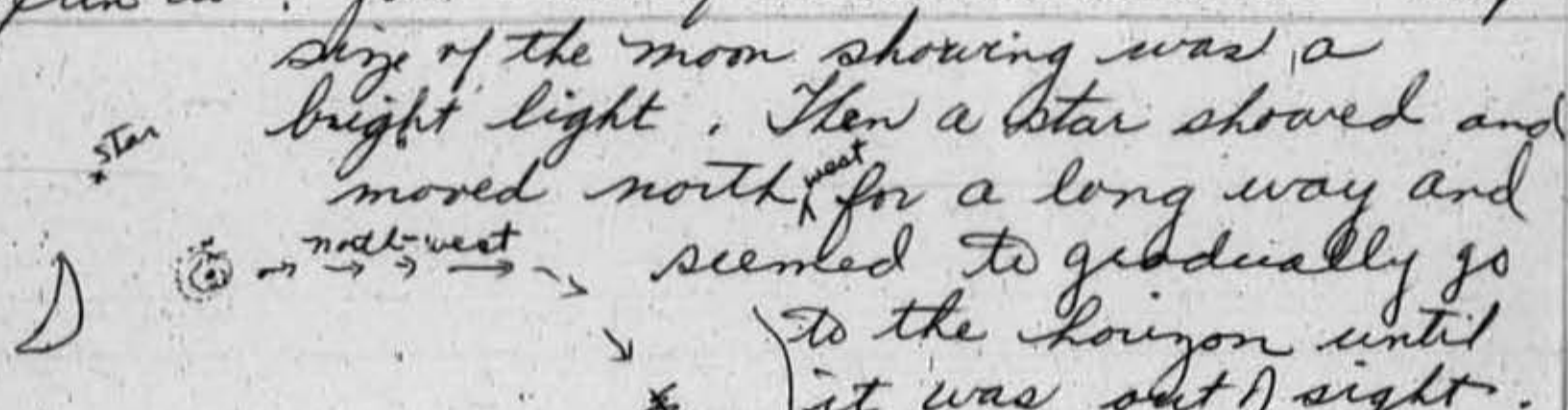 size of the moon showing was a
bright light. Then a star showed and
star
moved north west for a long way and
north-west
seemed to gradually go
to the horizon until
it was out of sight.